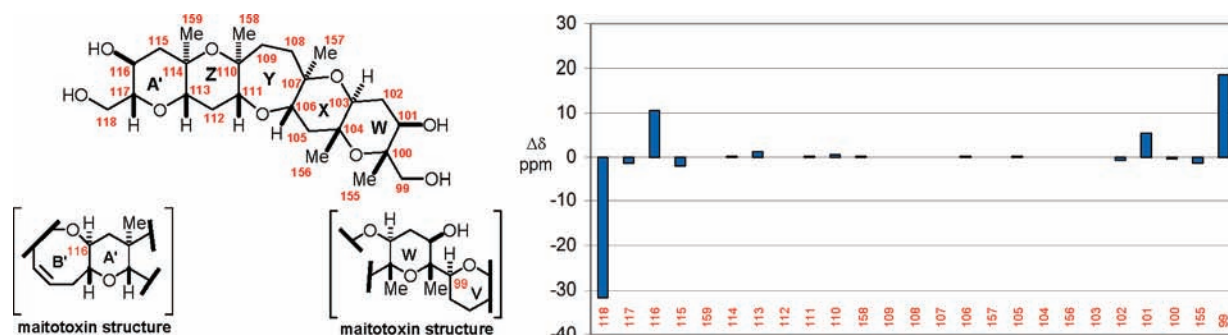 159 158
115 Me Me 108 157
HO O 109 Me
116 114 Z 110 Y 107 O H
A' 103 102
117 113 111 106 X 101
HO O O 104 W OH
118 H H 112 H H 105 O 100
Me
156 Me OH
155 99
H Me
O
116
B' A'
O
H H
maitotoxin structure
H OH
O
W H O
O 99
Me Me V
maitotoxin structure
30
20
10
Δδ
ppm
0
-10
-20
-30
-40
118 117 116 115 159 114 113 112 111 110 158 109 108 107 106 157 105 104 156 103 102 101 100 155 99